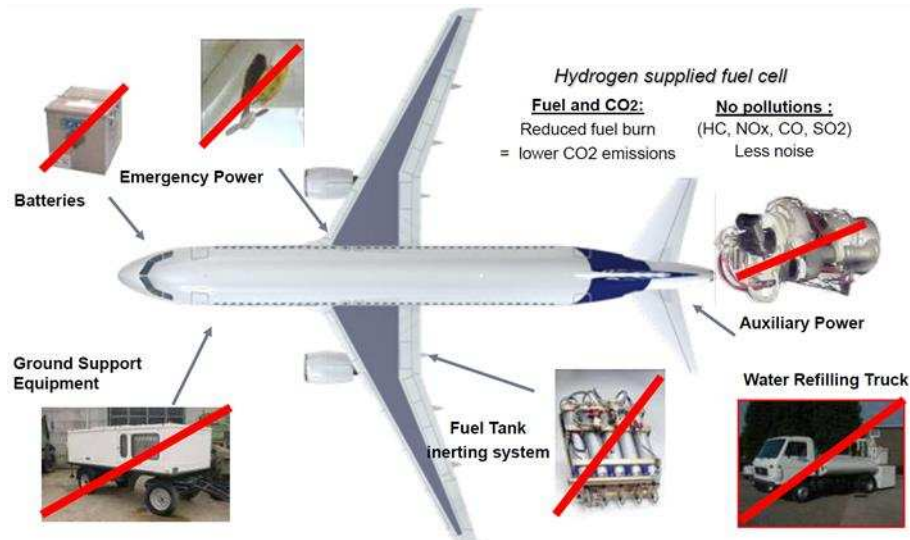 Hydrogen supplied fuel cell
Fuel and CO2:
Reduced fuel burn
= lower CO2 emissions
No pollutions :
(HC, NOx, CO, SO2)
Less noise
Emergency Power
Batteries
Auxiliary Power
Ground Support
Equipment
Fuel Tank
inerting system
Water Refilling Truck